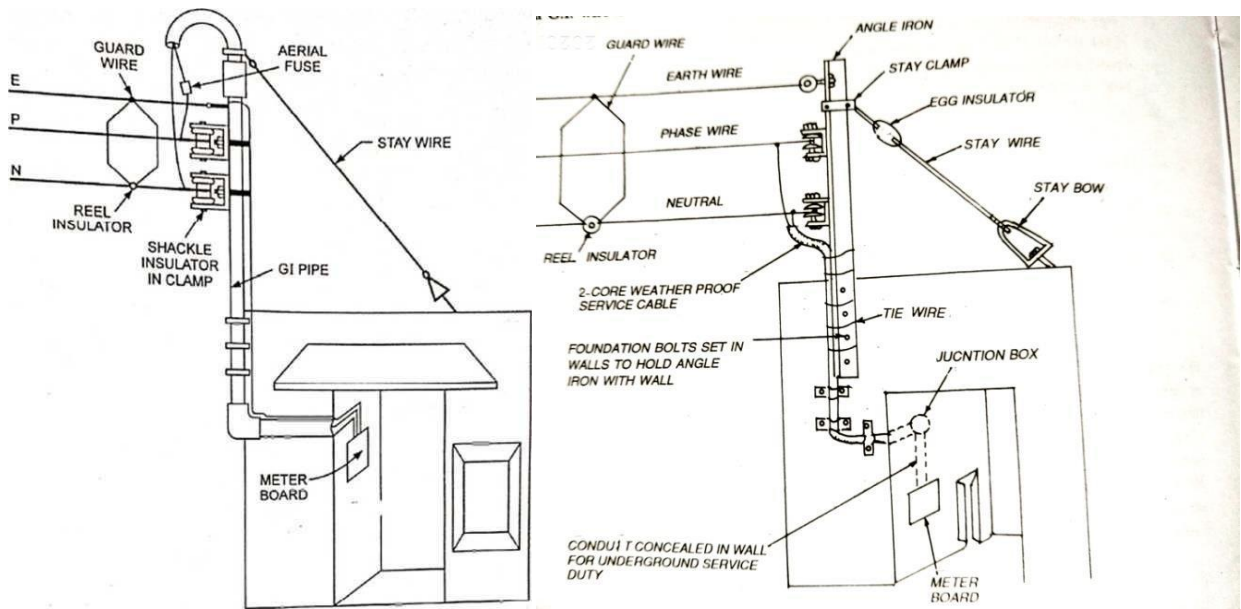 GUARD
WIRE
AERIAL
FUSE
E
P
N
STAY WIRE
REEL
INSULATOR
SHACKLE
INSULATOR
IN CLAMP
GI PIPE
METER
BOARD
ANGLE IRON
GUARD WIRE
EARTH WIRE
STAY CLAMP
EGG INSULATOR
PHASE WIRE
STAY WIRE
STAY BOW
NEUTRAL
REEL INSULATOR
2-CORE WEATHER PROOF
SERVICE CABLE
TIE WIRE
FOUNDATION BOLTS SET IN
WALLS TO HOLD ANGLE
IRON WITH WALL
JUCNTION BOX
CONDUIT CONCEALED IN WALL
FOR UNDERGROUND SERVICE
DUTY
METER
BOARD